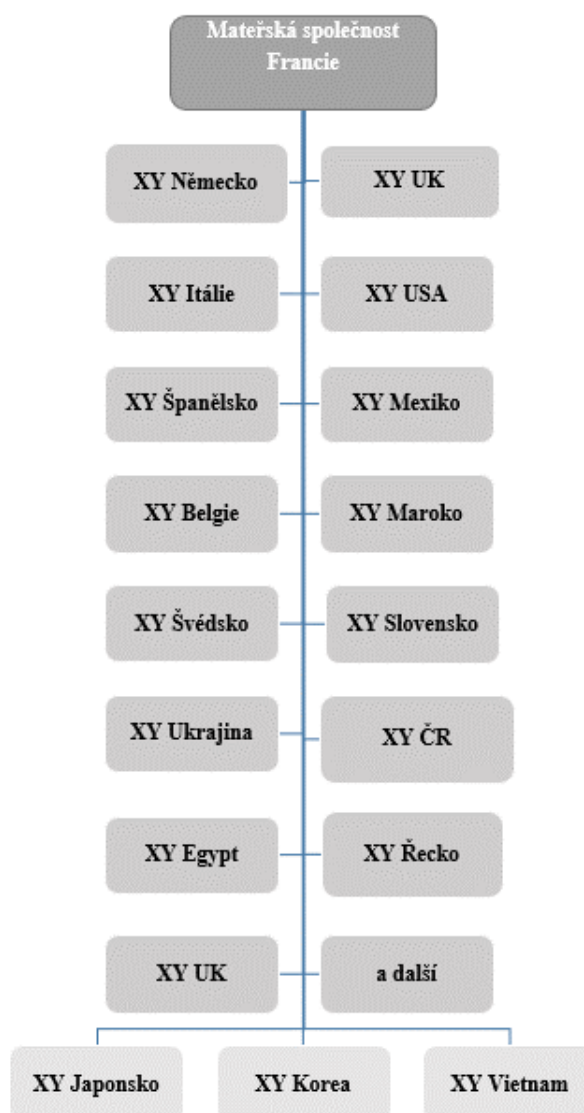 Mateřská společnost
Francie
XY Německo
XY UK
XY Itálie
XY USA
XY Španělsko
XY Mexiko
XY Belgie
XY Maroko
XY Švédsko
XY Slovensko
XY Ukrajina
XY ČR
XY Egypt
XY Řecko
XY UK
a další
XY Japonsko
XY Korea
XY Vietnam